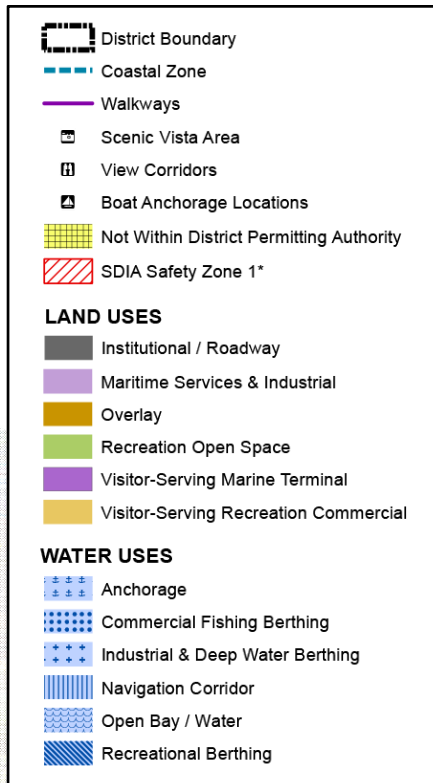 District Boundary
Coastal Zone
Walkways
Scenic Vista Area
View Corridors
Boat Anchorage Locations
Not Within District Permitting Authority
SDIA Safety Zone 1*
LAND USES
Institutional / Roadway
Maritime Services & Industrial
Overlay
Recreation Open Space
Visitor-Serving Marine Terminal
Visitor-Serving Recreation Commercial
WATER USES
Anchorage
Commercial Fishing Berthing
Industrial & Deep Water Berthing
Navigation Corridor
Open Bay / Water
Recreational Berthing